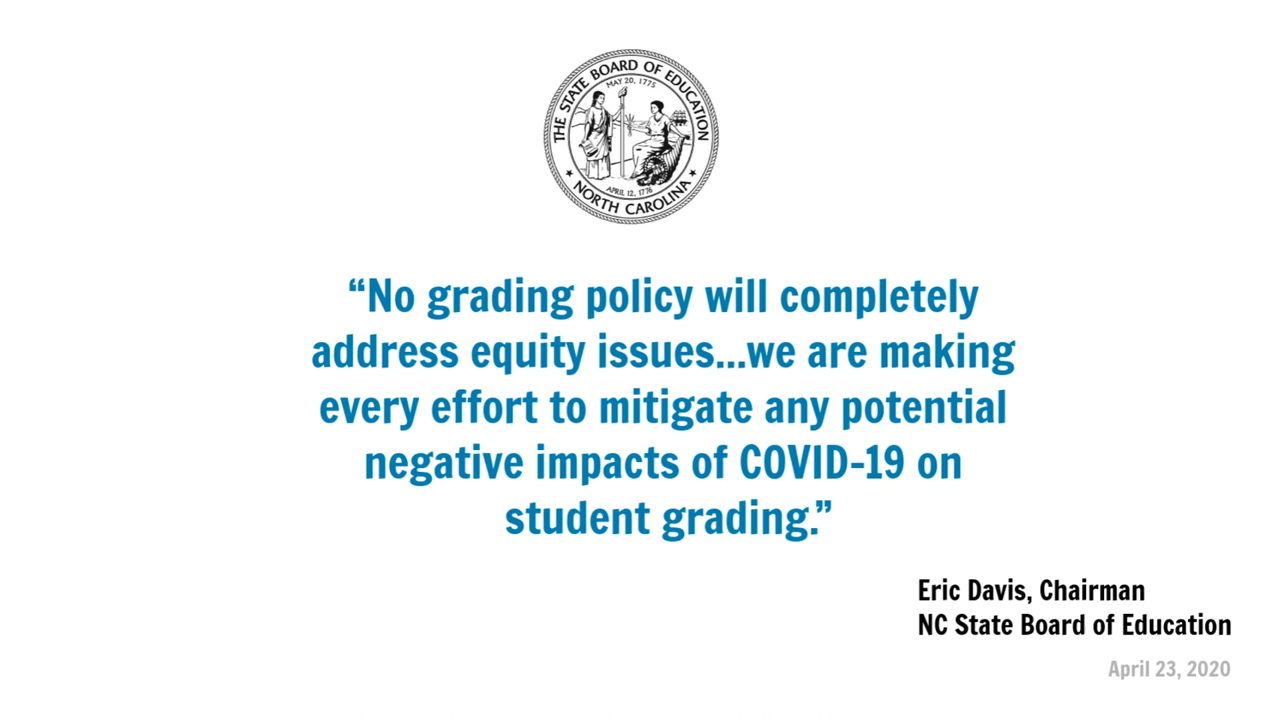 THE STATE BOARD OF EDUCATION
MAY 20, 1775
APRIL 12, 1776
★ NORTH CAROLINA ★
“No grading policy will completely
address equity issues...we are making
every effort to mitigate any potential
negative impacts of COVID-19 on
student grading.”
Eric Davis, Chairman
NC State Board of Education
April 23, 2020